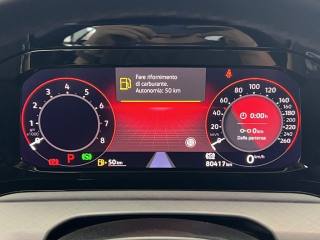 Fare rifornimento
di carburante.
Autonomia: 50 km
0:00h
0km
Dalla partenza
0 1 2 3 4 5 6 7 8
20 40 60 80 100 120 140 160 180 200 220 240 260
P
50 km
80417 km
0 km/h